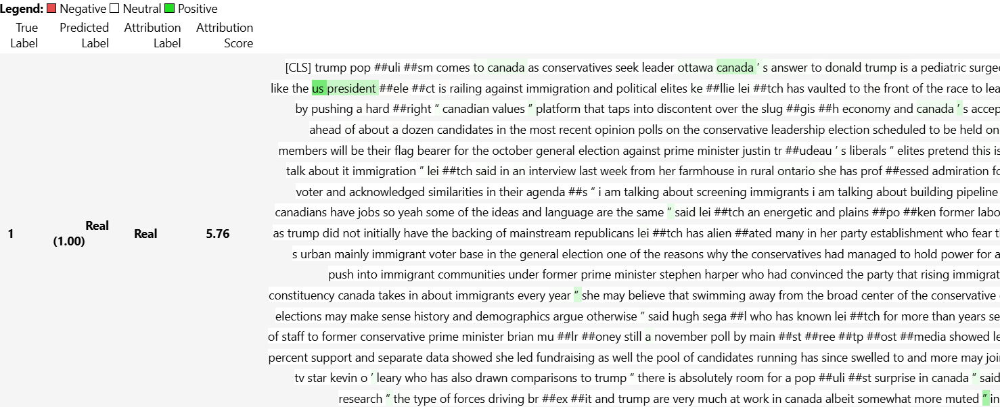 Legend: Negative Neutral Positive
True Label Predicted Label Attribution Label Attribution Score
1 Real (1.00) Real 5.76
[CLS] trump pop ##uli ##sm comes to canada as conservatives seek leader ottawa canada ' s answer to donald trump is a pediatric surge
like the us president ##ele ##ct is railing against immigration and political elites ke ##llie lei ##tch has vaulted to the front of the race to lea
by pushing a hard ##right “ canadian values ” platform that taps into discontent over the slug ##gis ##h economy and canada ’ s accep
ahead of about a dozen candidates in the most recent opinion polls on the conservative leadership election scheduled to be held on
members will be their flag bearer for the october general election against prime minister justin tr ##udeau ’ s liberals “ elites pretend this is
talk about it immigration ” lei ##tch said in an interview last week from her farmhouse in rural ontario she has prof ##essed admiration fo
voter and acknowledged similarities in their agenda ##s “ i am talking about screening immigrants i am talking about building pipeline
canadians have jobs so yeah some of the ideas and language are the same ” said lei ##tch an energetic and plains ##po ##ken former labo
as trump did not initially have the backing of mainstream republicans lei ##tch has alien ##ated many in her party establishment who fear t
s urban mainly immigrant voter base in the general election one of the reasons why the conservatives had managed to hold power for a
push into immigrant communities under former prime minister stephen harper who had convinced the party that rising immigrat
constituency canada takes in about immigrants every year “ she may believe that swimming away from the broad center of the conservative
elections may make sense history and demographics argue otherwise ” said hugh sega ##l who has known lei ##tch for more than years se
of staff to former conservative prime minister brian mu ##lr ##oney still a november poll by main ##st ##ree ##tp ##ost ##media showed le
percent support and separate data showed she led fundraising as well the pool of candidates running has since swelled to and more may joi
tv star kevin o ’ leary who has also drawn comparisons to trump “ there is absolutely room for a pop ##uli ##st surprise in canada ” said
research “ the type of forces driving br ##ex ##it and trump are very much at work in canada albeit somewhat more muted ” in